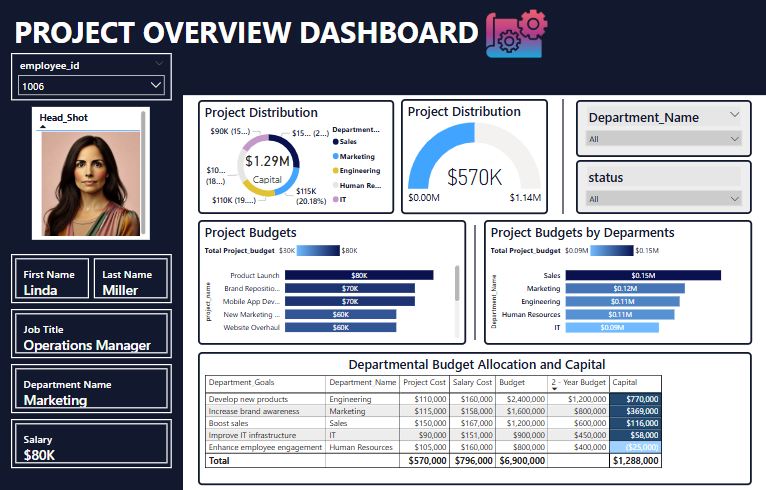 PROJECT OVERVIEW DASHBOARD
employee_id
1006
Head_Shot
First Name
Linda
Last Name
Miller
Job Title
Operations Manager
Department Name
Marketing
Salary
$80K
Project Distribution
$90K (15...)
$15... (2...)
$10...
(18...)
$110K (19....)
$115K
(20.18%)
$1.29M
Capital
Department...
Sales
Marketing
Engineering
Human Re...
IT
Project Distribution
$570K
$0.00M
$1.14M
Department_Name
All
status
All
Project Budgets
Total Project_budget $30K $80K
project_name
Product Launch $80K
Brand Repositio... $70K
Mobile App Dev... $70K
New Marketing ... $60K
Website Overhaul $60K
Project Budgets by Deparments
Total Project_budget $0.09M $0.15M
Department_Name
Sales $0.15M
Marketing $0.12M
Engineering $0.11M
Human Resources $0.11M
IT $0.09M
Departmental Budget Allocation and Capital
Department_Goals Department_Name Project Cost Salary Cost Budget 2 - Year Budget Capital
Develop new products Engineering $110,000 $160,000 $2,400,000 $1,200,000 $770,000
Increase brand awareness Marketing $115,000 $158,000 $1,600,000 $800,000 $369,000
Boost sales Sales $150,000 $167,000 $1,200,000 $600,000 $116,000
Improve IT infrastructure IT $90,000 $151,000 $900,000 $450,000 $58,000
Enhance employee engagement Human Resources $105,000 $160,000 $800,000 $400,000 ($25,000)
Total $570,000 $796,000 $6,900,000 $1,288,000